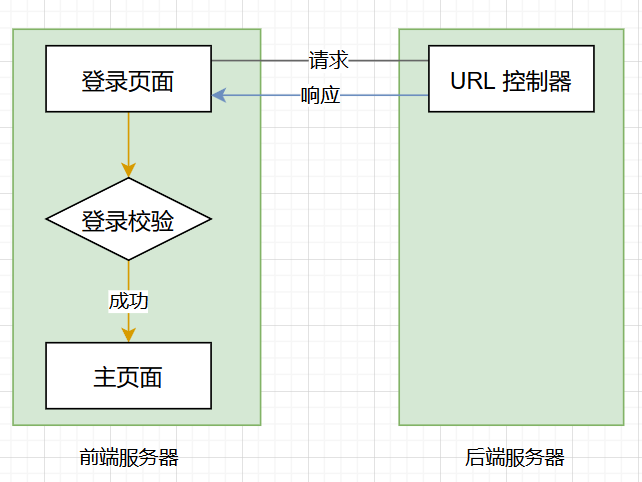 登录页面
请求
URL 控制器
响应
登录校验
成功
主页面
前端服务器
后端服务器